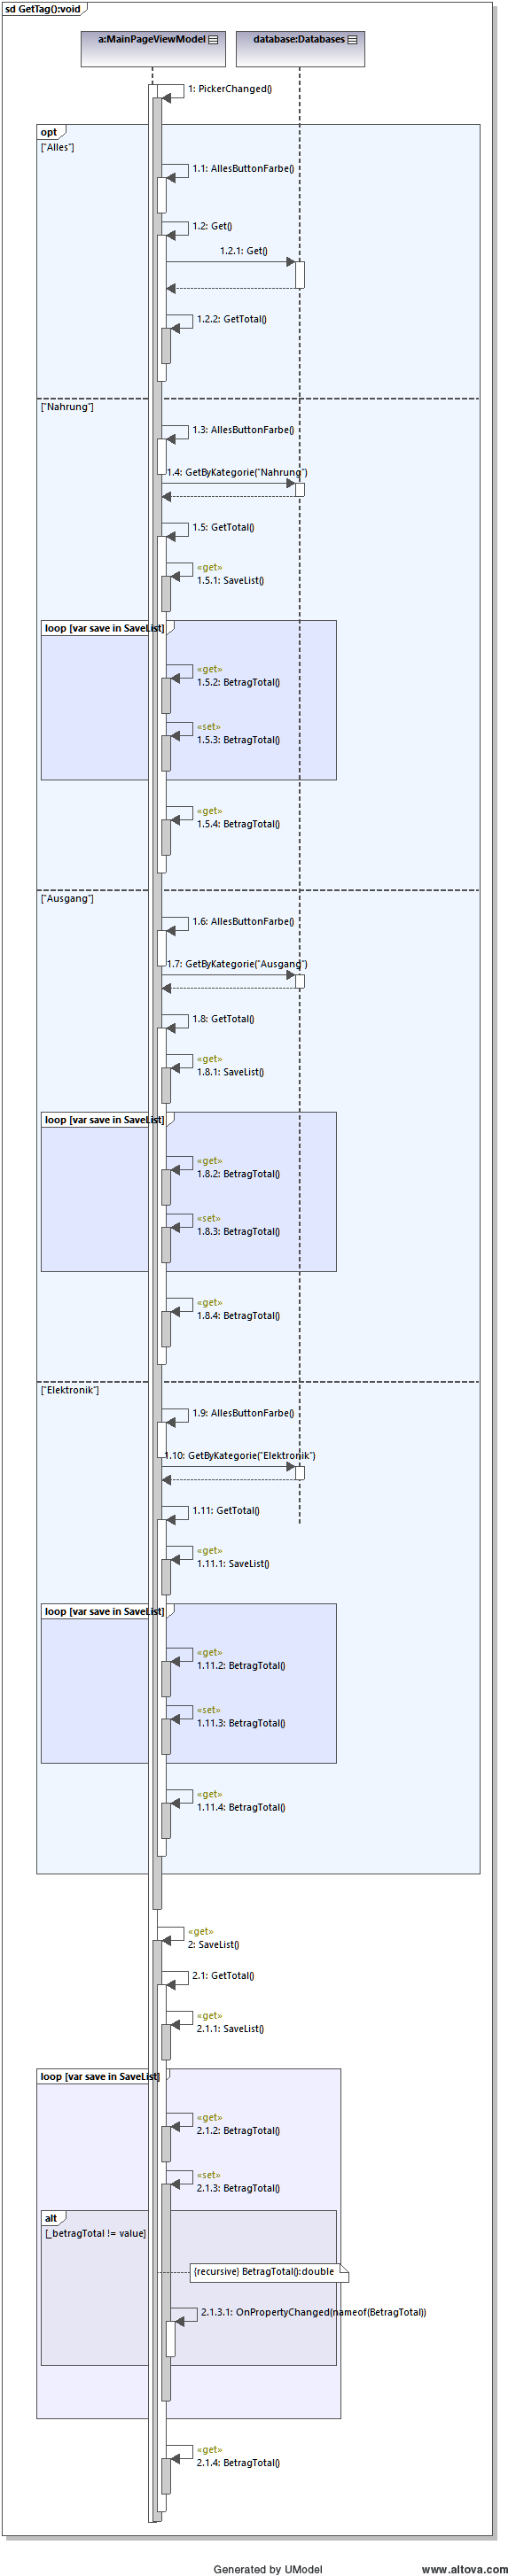 sd GetTag():void
a:MainPageViewModel
database:Databases
1: PickerChanged()
opt
["Alles"]
1.1: AllesButtonFarbe()
1.2: Get()
1.2.1: Get()
1.2.2: GetTotal()
["Nahrung"]
1.3: AllesButtonFarbe()
1.4: GetByKategorie("Nahrung")
1.5: GetTotal()
«get»
1.5.1: SaveList()
loop [var save in SaveList]
«get»
1.5.2: BetragTotal()
«set»
1.5.3: BetragTotal()
«get»
1.5.4: BetragTotal()
["Ausgang"]
1.6: AllesButtonFarbe()
1.7: GetByKategorie("Ausgang")
1.8: GetTotal()
«get»
1.8.1: SaveList()
loop [var save in SaveList]
«get»
1.8.2: BetragTotal()
«set»
1.8.3: BetragTotal()
«get»
1.8.4: BetragTotal()
["Elektronik"]
1.9: AllesButtonFarbe()
1.10: GetByKategorie("Elektronik")
1.11: GetTotal()
«get»
1.11.1: SaveList()
loop [var save in SaveList]
«get»
1.11.2: BetragTotal()
«set»
1.11.3: BetragTotal()
«get»
1.11.4: BetragTotal()
«get»
2: SaveList()
2.1: GetTotal()
«get»
2.1.1: SaveList()
loop [var save in SaveList]
«get»
2.1.2: BetragTotal()
«set»
2.1.3: BetragTotal()
alt
[_betragTotal != value]
{recursive} BetragTotal():double
2.1.3.1: OnPropertyChanged(nameof(BetragTotal))
«get»
2.1.4: BetragTotal()
Generated by UModel
www.altova.com